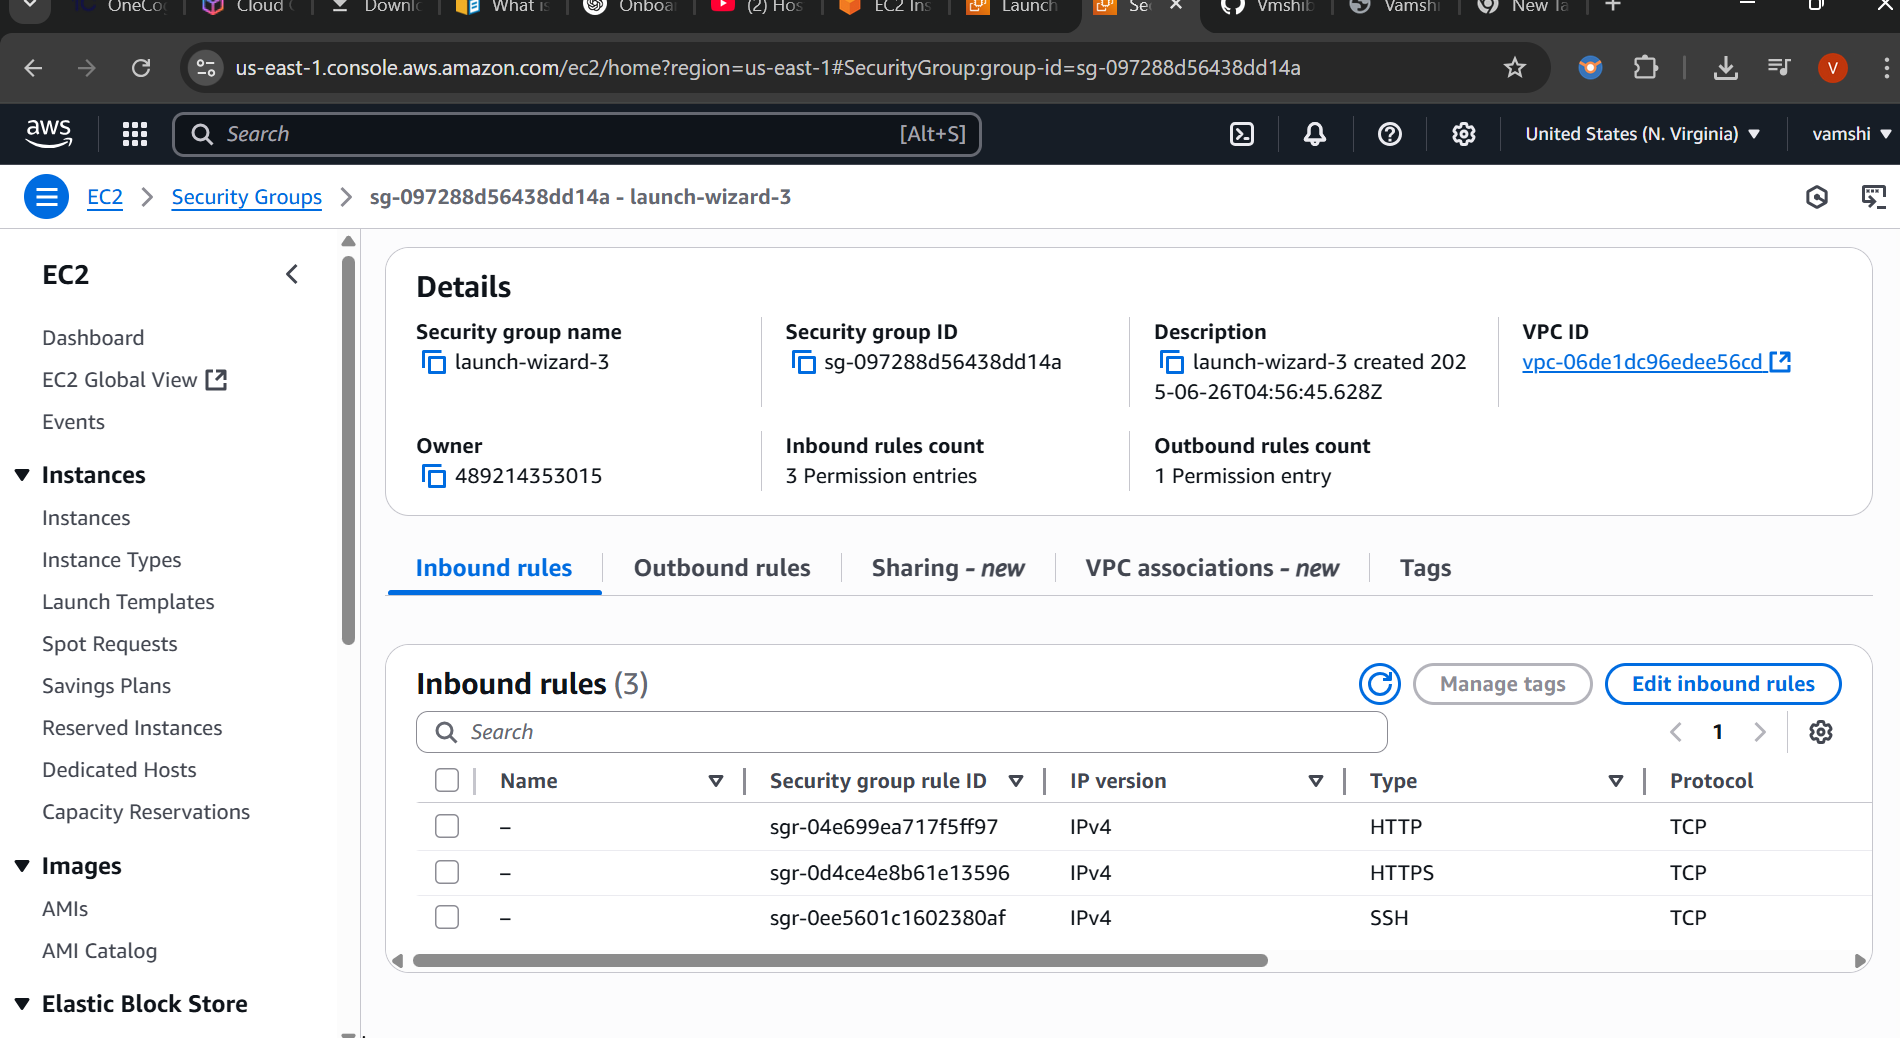 OneCo
Cloud
Downl
What is
Onboa
(2) Hos
EC2 Ins
Launch
Se
Vmshib
Vamshi
New Ta
us-east-1.console.aws.amazon.com/ec2/home?region=us-east-1#SecurityGroup:group-id=sg-097288d56438dd14a
V
aws
Search
[Alt+S]
United States (N. Virginia)
vamshi
EC2
Security Groups
sg-097288d56438dd14a - launch-wizard-3
EC2
Dashboard
EC2 Global View
Events
Instances
Instances
Instance Types
Launch Templates
Spot Requests
Savings Plans
Reserved Instances
Dedicated Hosts
Capacity Reservations
Images
AMIs
AMI Catalog
Elastic Block Store
Details
Security group name
launch-wizard-3
Security group ID
sg-097288d56438dd14a
Description
launch-wizard-3 created 202
5-06-26T04:56:45.628Z
VPC ID
vpc-06de1dc96edee56cd
Owner
489214353015
Inbound rules count
3 Permission entries
Outbound rules count
1 Permission entry
Inbound rules
Outbound rules
Sharing - new
VPC associations - new
Tags
Inbound rules (3)
Manage tags
Edit inbound rules
Search
1
Name Security group rule ID IP version Type Protocol
– sgr-04e699ea717f5ff97 IPv4 HTTP TCP
– sgr-0d4ce4e8b61e13596 IPv4 HTTPS TCP
– sgr-0ee5601c1602380af IPv4 SSH TCP